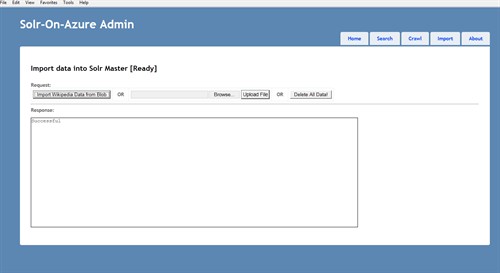 File Edit View Favorites Tools Help
Solr-On-Azure Admin
Home Search Crawl Import About
Import data into Solr Master [Ready]
Request:
Import Wikipedia Data from Blob OR Browse... Upload File OR Delete All Data!
Response:
Successful